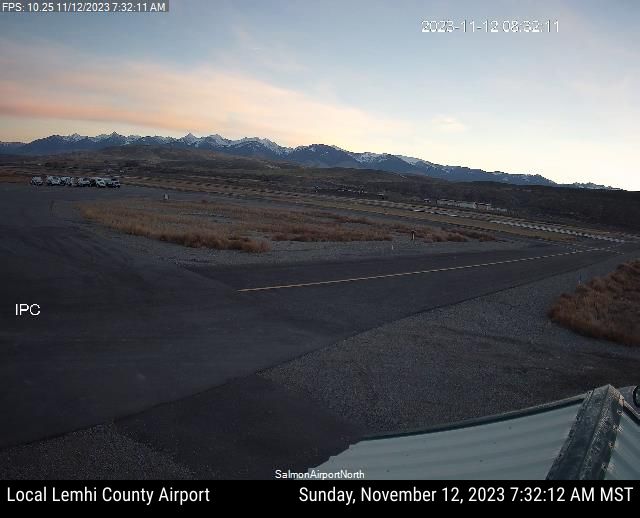 FPS: 10.25 11/12/2023 7:32:11 AM
2023-11-12 08:32:11
IPC
SalmonAirportNorth
Local Lemhi County Airport Sunday, November 12, 2023 7:32:12 AM MST